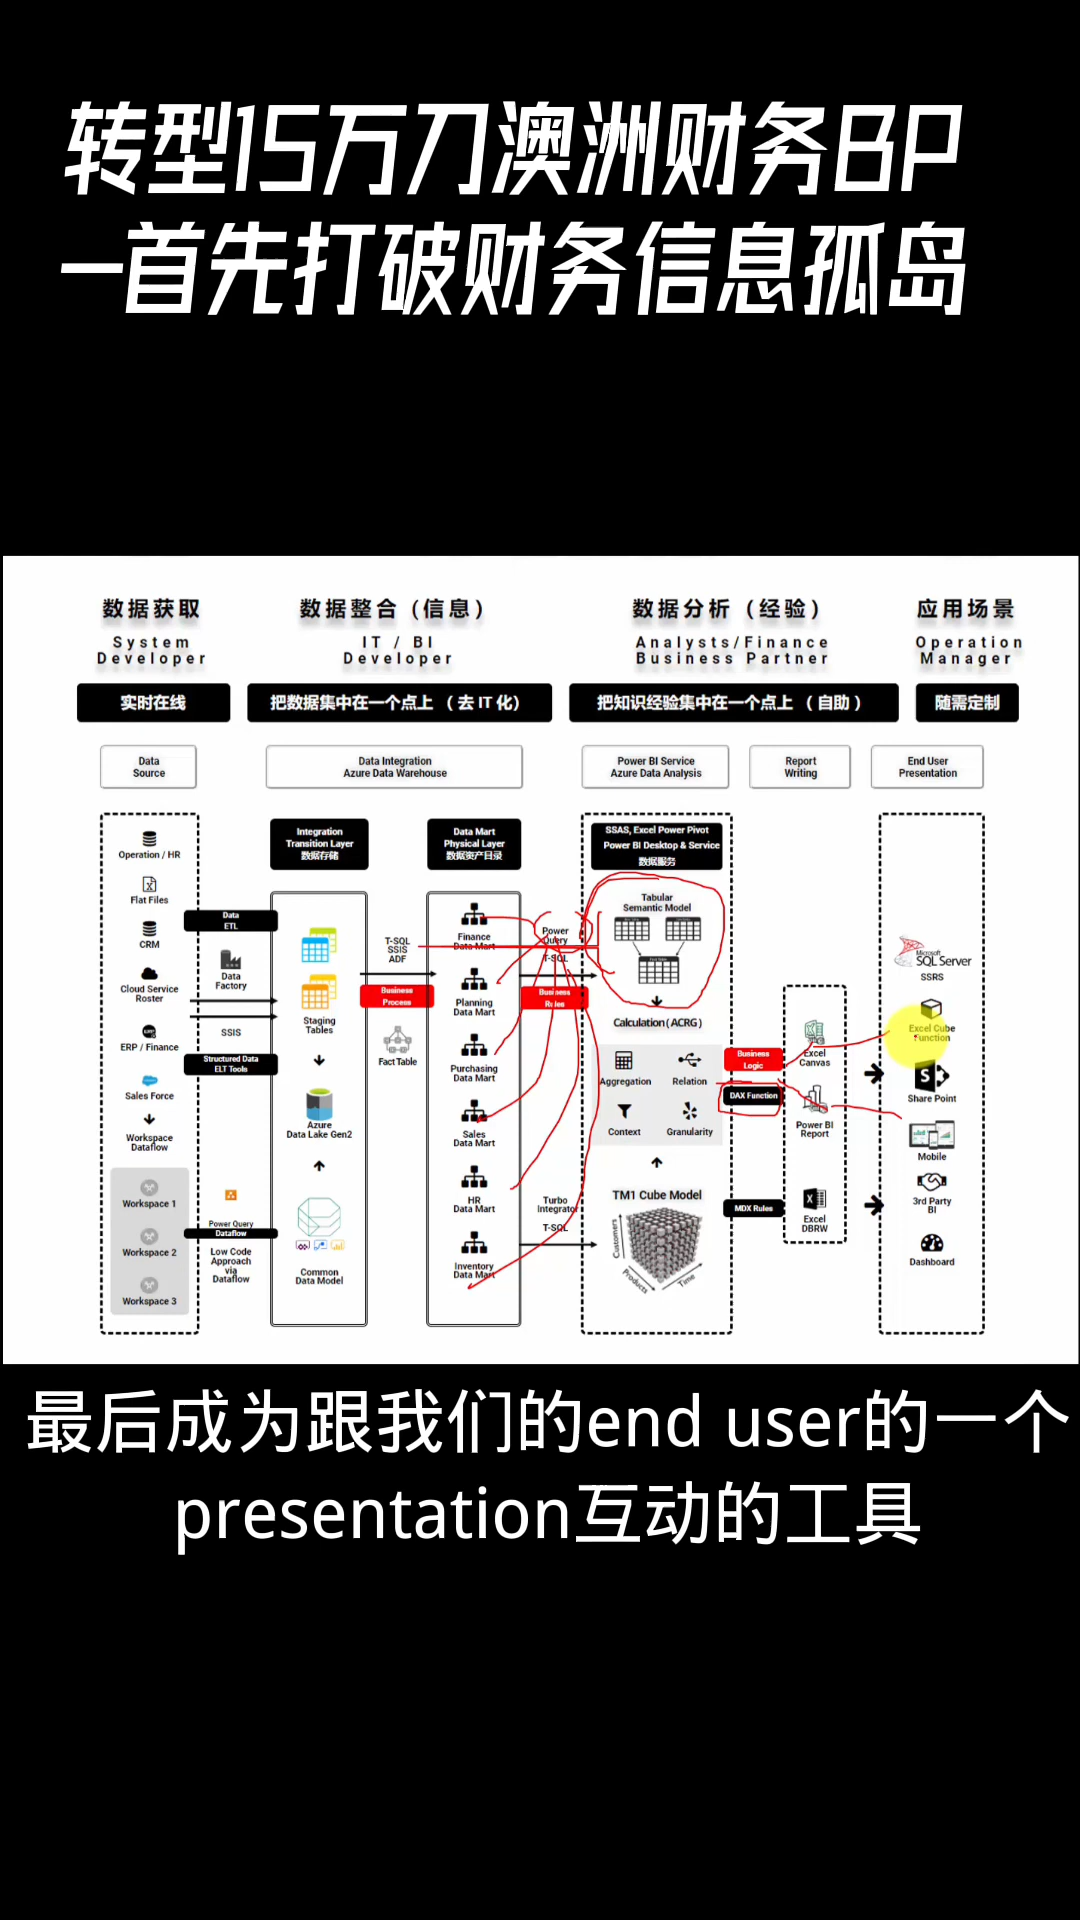 转型15万刀澳洲财务BP
—首先打破财务信息孤岛
数据获取
System
Developer
实时在线
数据整合（信息）
IT / BI
Developer
把数据集中在一个点上（去IT化）
数据分析（经验）
Analysts/Finance
Business Partner
把知识经验集中在一个点上（自助）
应用场景
Operation
Manager
随需定制
Data
Source
Data Integration
Azure Data Warehouse
Power BI Service
Azure Data Analysis
Report
Writing
End User
Presentation
Operation / HR
Flat Files
CRM
Cloud Service
Roster
ERP / Finance
Sales Force
Workspace
Dataflow
Workspace 1
Workspace 2
Workspace 3
Data
ETL
Data
Factory
SSIS
Structured Data
ELT Tools
Power Query
Dataflow
Low Code
Approach
via
Dataflow
Integration
Transition Layer
数据存储
Staging
Tables
Azure
Data Lake Gen2
Common
Data Model
T-SQL
SSIS
ADF
Business
Process
Fact Table
Data Mart
Physical Layer
数据资产目录
Finance
Data Mart
Planning
Data Mart
Purchasing
Data Mart
Sales
Data Mart
HR
Data Mart
Inventory
Data Mart
Power
Query
T-SQL
Business
Rules
Turbo
Integrator
T-SQL
SSAS, Excel Power Pivot
Power BI Desktop & Service
数据服务
Tabular
Semantic Model
Calculation ( ACRG )
Aggregation
Relation
Context
Granularity
TM1 Cube Model
Customers
Products
Time
Business
Logic
DAX Function
MDX Rules
Excel
Canvas
Power BI
Report
Excel
DBRW
Microsoft
SQL Server
SSRS
Excel Cube
Function
Share Point
Mobile
3rd Party
BI
Dashboard
最后成为跟我们的end user的一个
presentation互动的工具